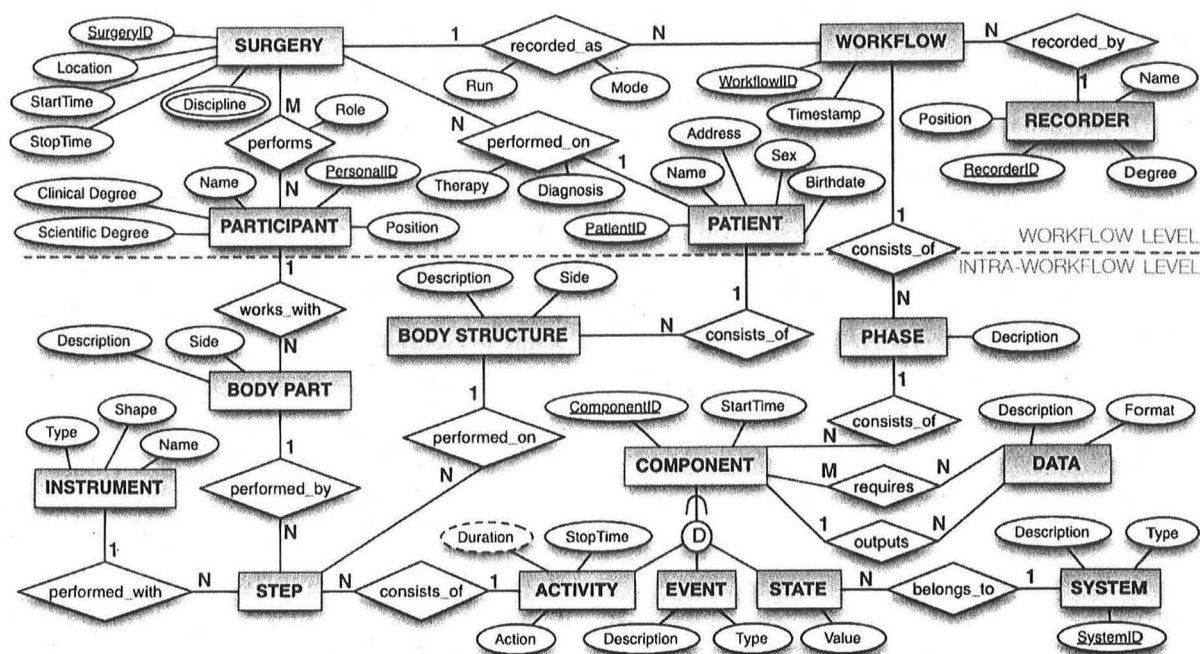 SurgeryID
SURGERY
1
recorded_as
N
WORKFLOW
N
recorded_by
Location
Run
Mode
WorkflowID
1
Name
StartTime
Discipline
M
Role
Timestamp
Position
RECORDER
StopTime
performs
N
performed_on
Address
Sex
RecorderID
Degree
Clinical Degree
Name
N
PersonalID
Therapy
Diagnosis
1
Name
Birthdate
Scientific Degree
PARTICIPANT
Position
PatientID
PATIENT
1
consists_of
WORKFLOW LEVEL
INTRA-WORKFLOW LEVEL
1
Description
Side
works_with
1
N
Description
Side
N
BODY STRUCTURE
N
consists_of
PHASE
Decription
BODY PART
1
ComponentID
StartTime
1
consists_of
Description
Format
Type
Shape
Name
1
performed_on
N
COMPONENT
M
requires
N
DATA
INSTRUMENT
performed_by
N
1
outputs
N
1
N
Duration
StopTime
D
Description
Type
performed_with
N
STEP
N
consists_of
1
ACTIVITY
EVENT
STATE
N
belongs_to
1
SYSTEM
Action
Description
Type
Value
SystemID